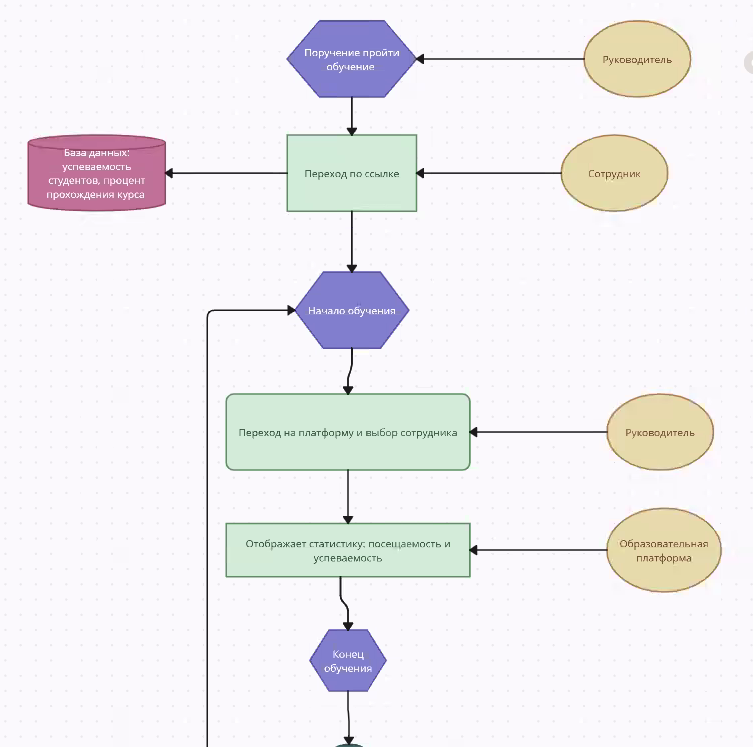 Поручение пройти
обучение
Руководитель
База данных:
успеваемость
студентов, процент
прохождения курса
Переход по ссылке
Сотрудник
Начало обучения
Переход на платформу и выбор сотрудника
Руководитель
Отображает статистику: посещаемость и
успеваемость
Образовательная
платформа
Конец
обучения